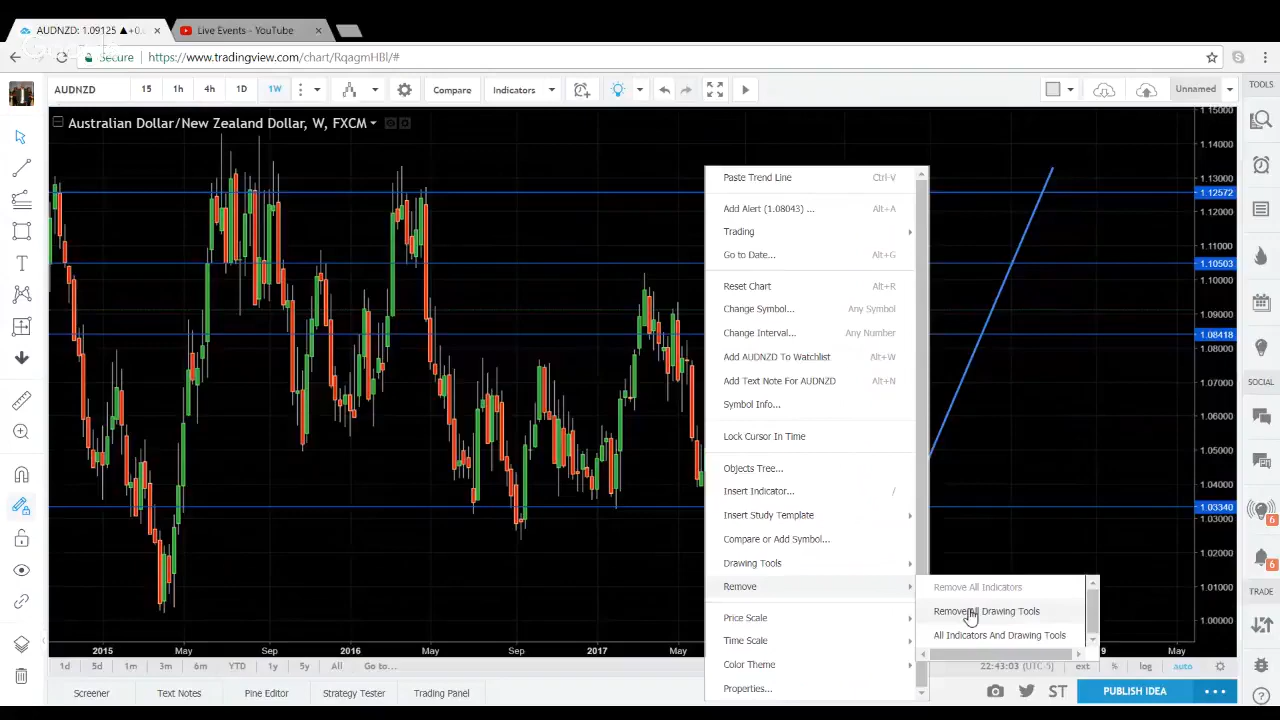 AUDNZD: 1.09125 ▲+0.
Live Events - YouTube
Secure
https://www.tradingview.com/chart/RqagmHBl/#
AUDNZD
15
1h
4h
1D
1W
Compare
Indicators
Unnamed
TOOLS
Australian Dollar/New Zealand Dollar, W, FXCM
1.15000
1.14000
1.13000
1.12572
1.12000
1.11000
1.10503
1.10000
1.09000
1.08418
1.08000
1.07000
1.06000
1.05000
1.04000
1.03340
1.03000
1.02000
1.01000
1.00000
Paste Trend Line Ctrl-V
Add Alert (1.08043) ... Alt+A
Trading
Go to Date... Alt+G
Reset Chart Alt+R
Change Symbol... Any Symbol
Change Interval... Any Number
Add AUDNZD To Watchlist Alt+W
Add Text Note For AUDNZD Alt+N
Symbol Info...
Lock Cursor In Time
Objects Tree...
Insert Indicator... /
Insert Study Template
Compare or Add Symbol...
Drawing Tools
Remove
Price Scale
Time Scale
Color Theme
Properties...
Remove All Indicators
Remove All Drawing Tools
All Indicators And Drawing Tools
SOCIAL
6
6
TRADE
2015 May Sep 2016 May Sep 2017 May 9 May
1d 5d 1m 3m 6m YTD 1y 5y All Go to...
22:43:03 (UTC-5) ext % log auto
Screener Text Notes Pine Editor Strategy Tester Trading Panel
ST
PUBLISH IDEA